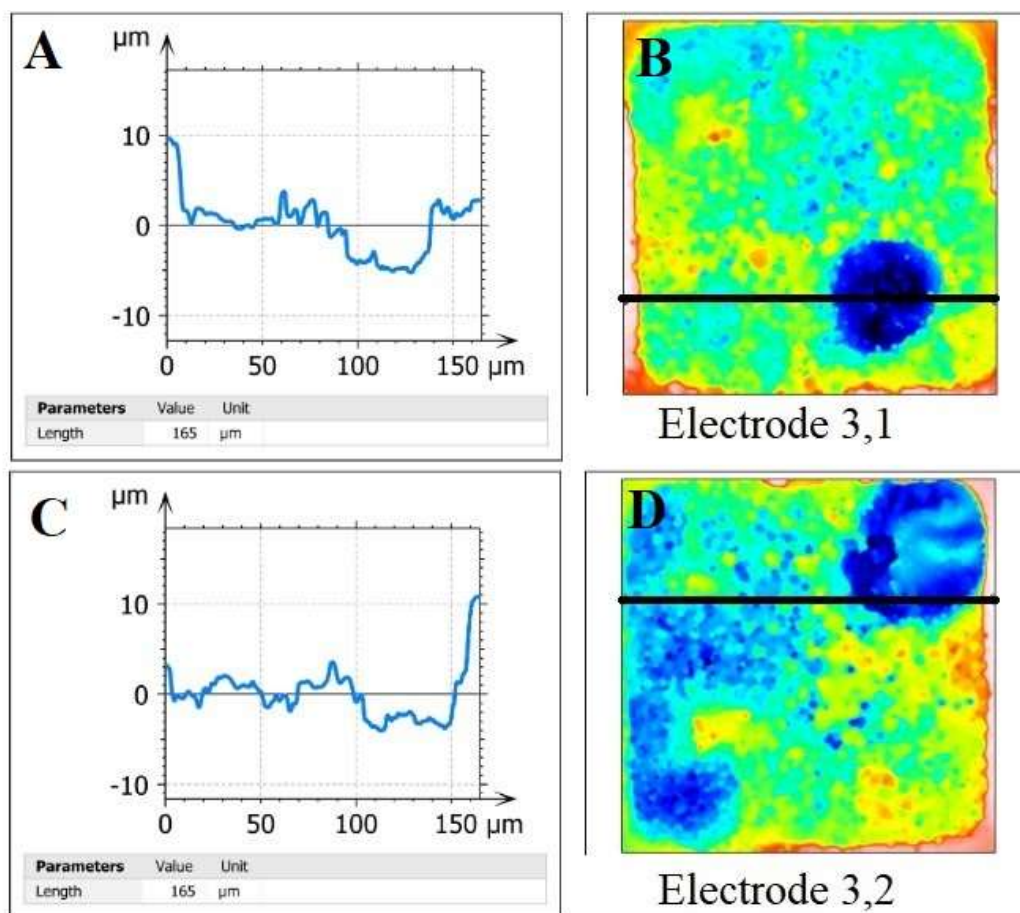 A
µm
10
0
-10
0 50 100 150 µm
Parameters Value Unit
Length 165 µm
B
Electrode 3,1
C
µm
10
0
-10
0 50 100 150 µm
Parameters Value Unit
Length 165 µm
D
Electrode 3,2